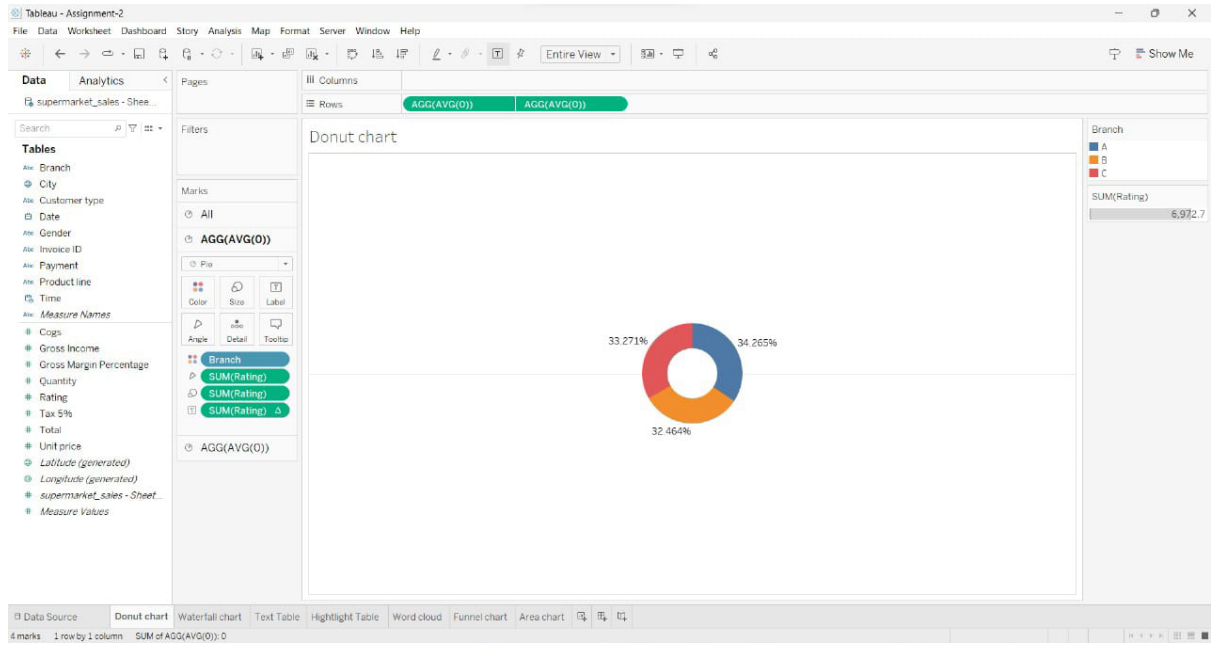 Tableau - Assignment-2
File Data Worksheet Dashboard Story Analysis Map Format Server Window Help
Entire View
Show Me
Data Analytics
Pages
Columns
supermarket_sales - Shee...
Rows
AGG(AVG(0)) AGG(AVG(0))
Search
Filters
Donut chart
Branch
A
B
C
SUM(Rating)
6,972.7
Tables
Abc Branch
City
Abc Customer type
Date
Abc Gender
Abc Invoice ID
Abc Payment
Abc Product line
Time
Abc Measure Names
# Cogs
# Gross Income
# Gross Margin Percentage
# Quantity
# Rating
# Tax 5%
# Total
# Unit price
Latitude (generated)
Longitude (generated)
# supermarket_sales - Sheet...
# Measure Values
Marks
All
AGG(AVG(0))
Pie
Color Size Label
Angle Detail Tooltip
Branch
SUM(Rating)
SUM(Rating)
SUM(Rating) Δ
AGG(AVG(0))
33.271%
34.265%
32.464%
Data Source Donut chart Waterfall chart Text Table Hightlight Table Word cloud Funnel chart Area chart
4 marks 1 row by 1 column SUM of AGG(AVG(0)): 0